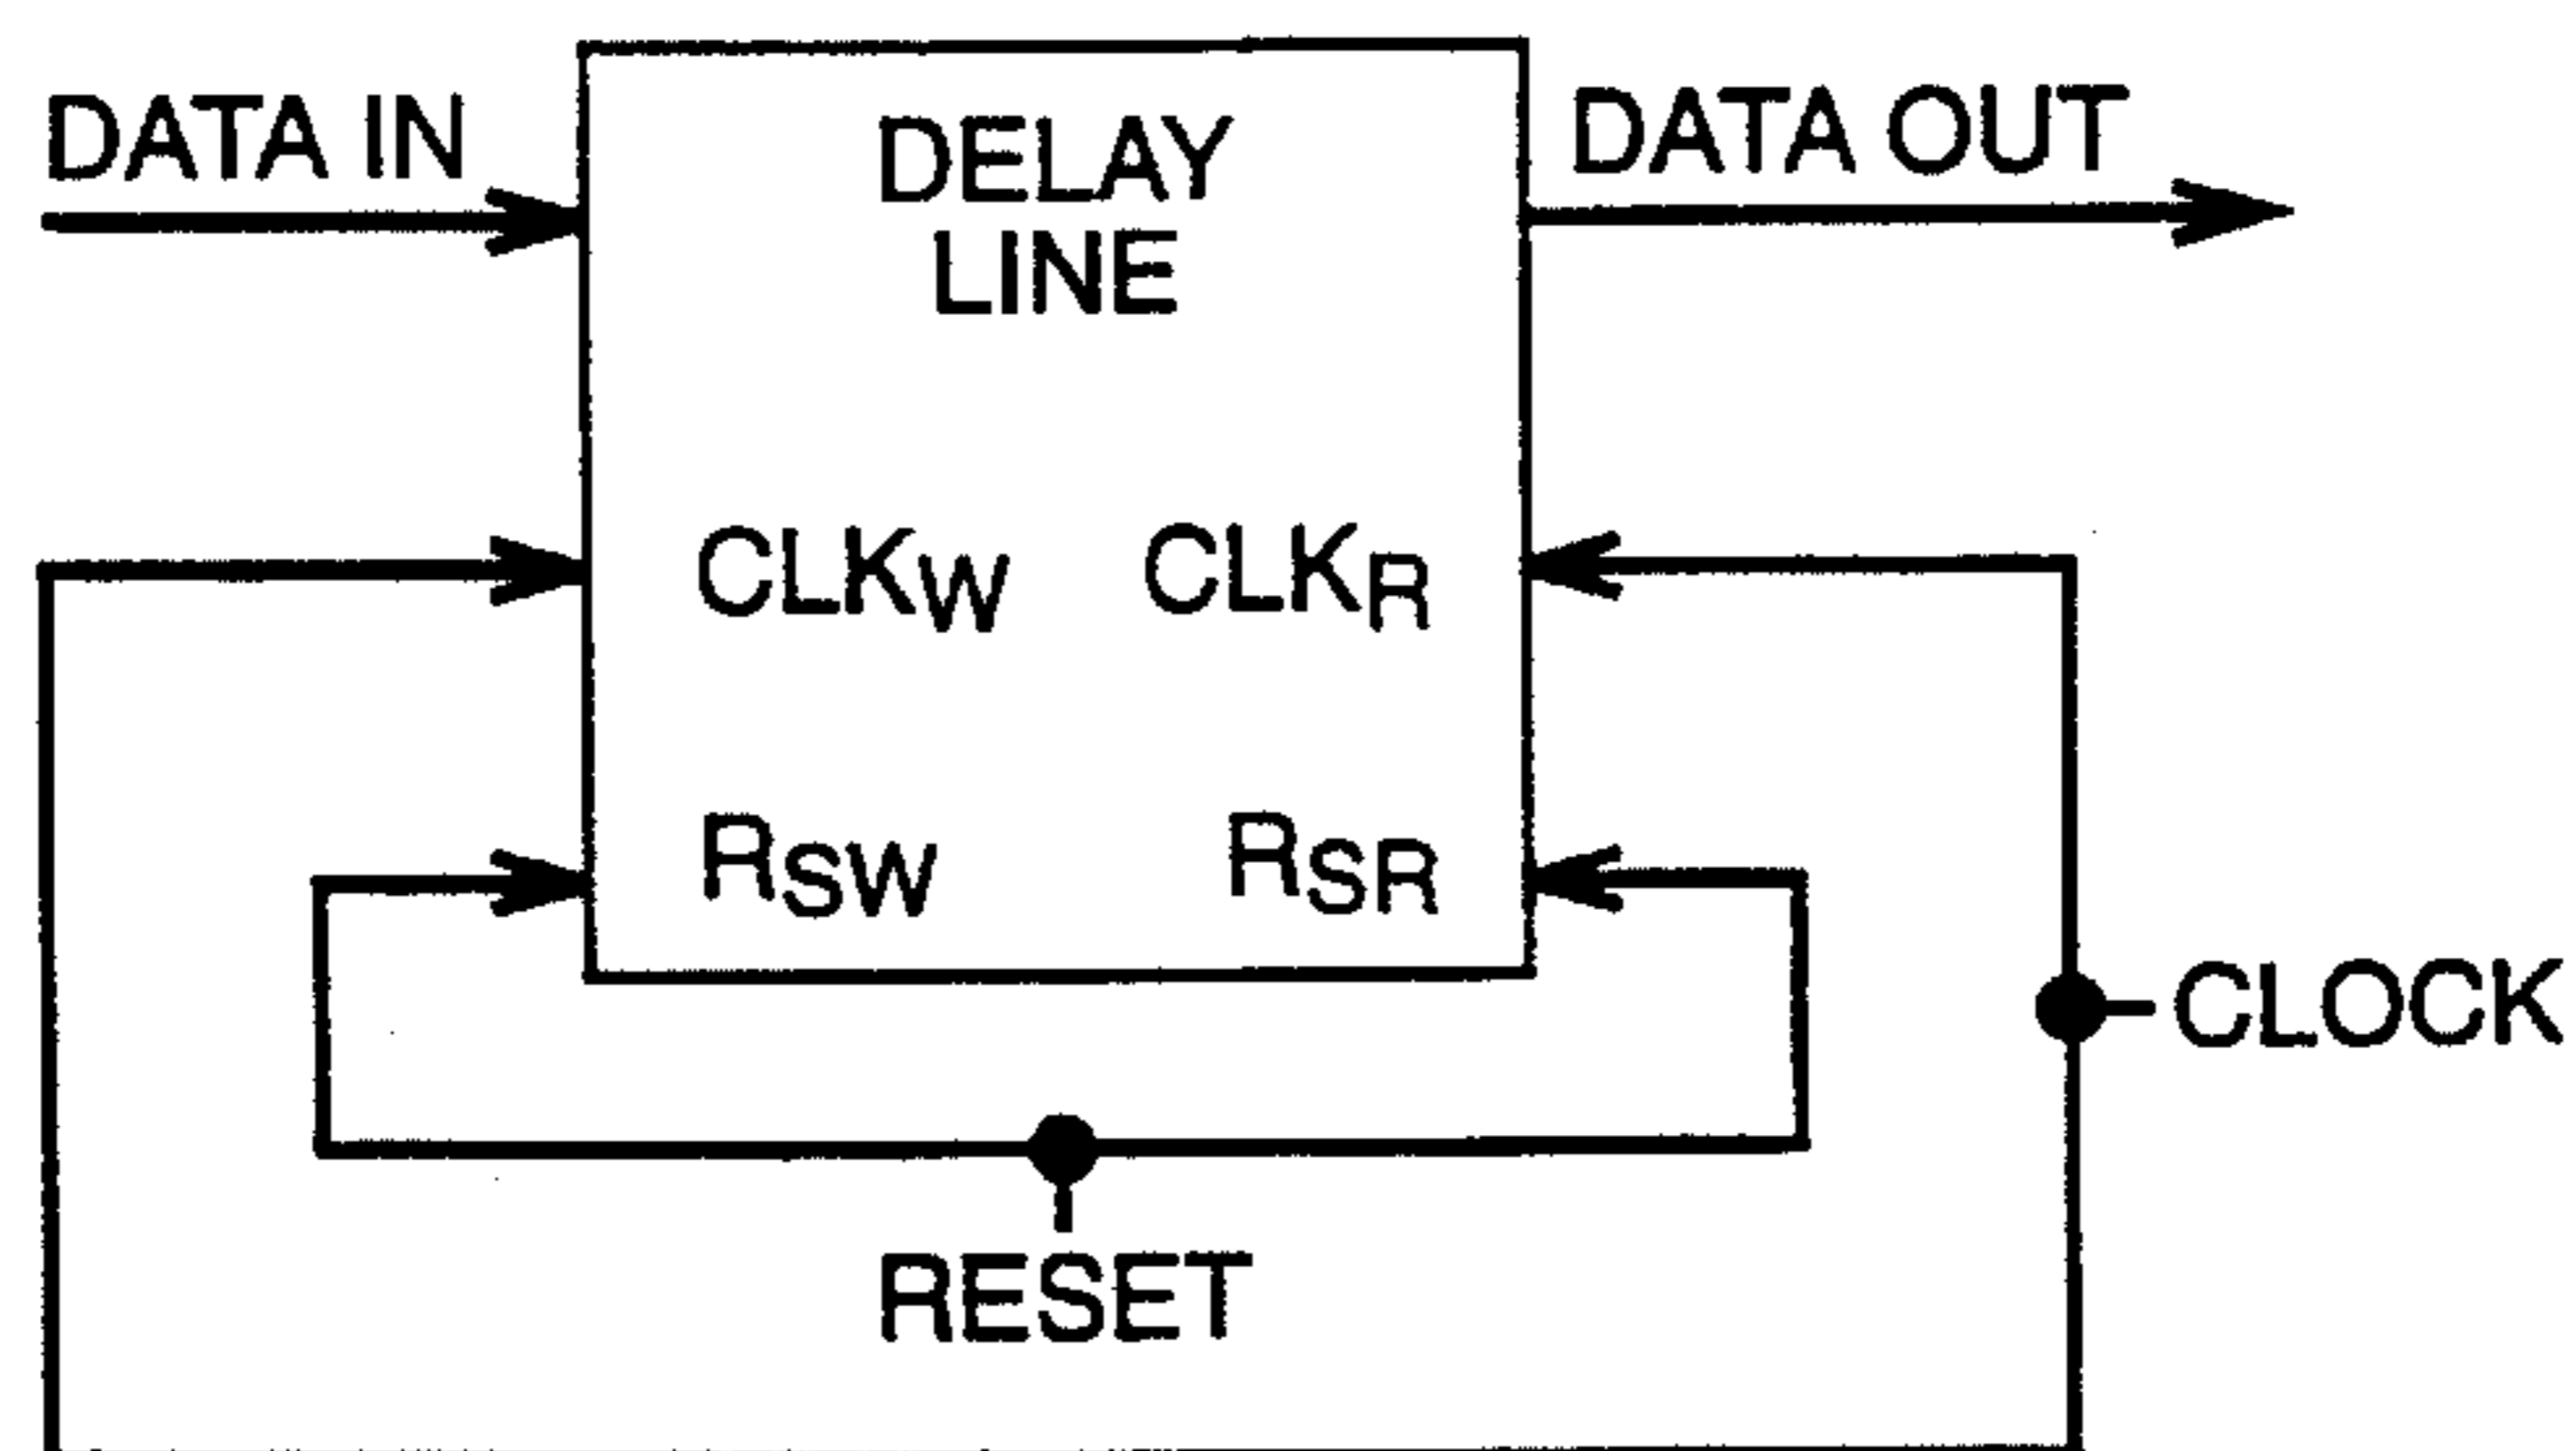 DATA IN
DELAY
LINE
DATA OUT
CLKW
CLKR
RSW
RSR
CLOCK
RESET